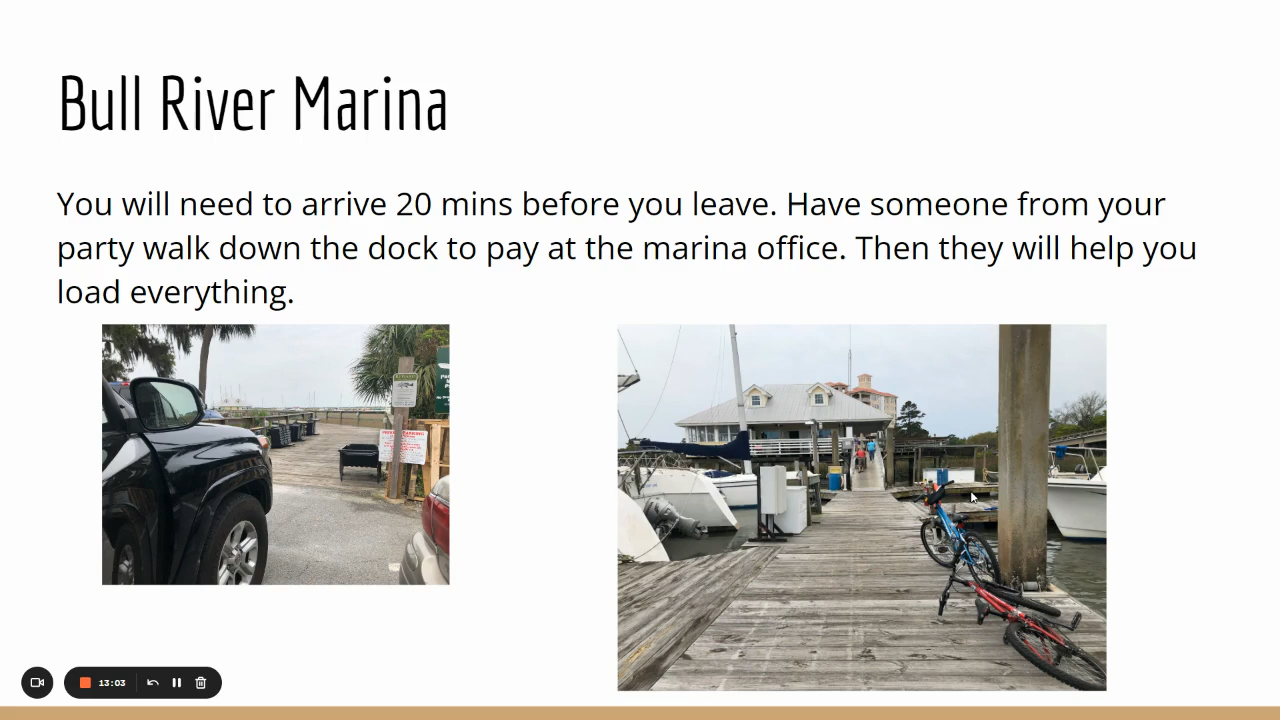 Bull River Marina
You will need to arrive 20 mins before you leave. Have someone from your
party walk down the dock to pay at the marina office. Then they will help you
load everything.
13:03